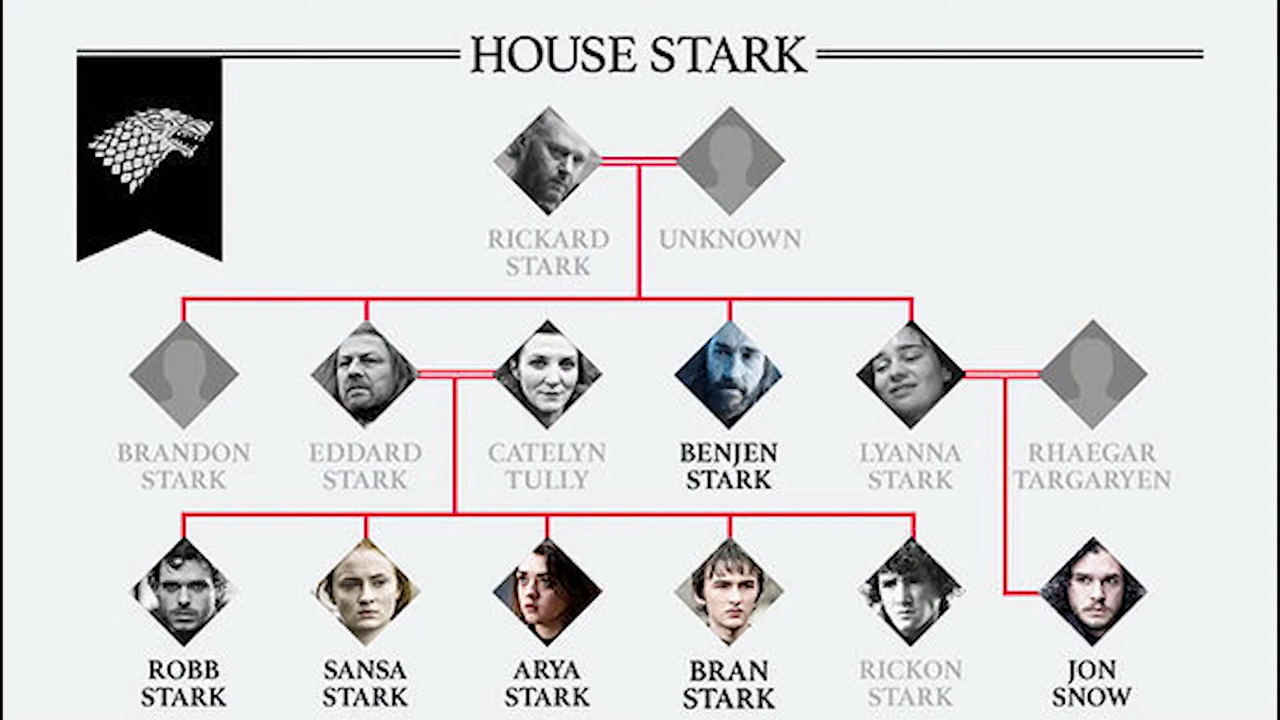 HOUSE STARK
RICKARD
STARK
UNKNOWN
BRANDON
STARK
EDDARD
STARK
CATELYN
TULLY
BENJEN
STARK
LYANNA
STARK
RHAEGAR
TARGARYEN
ROBB
STARK
SANSA
STARK
ARYA
STARK
BRAN
STARK
RICKON
STARK
JON
SNOW